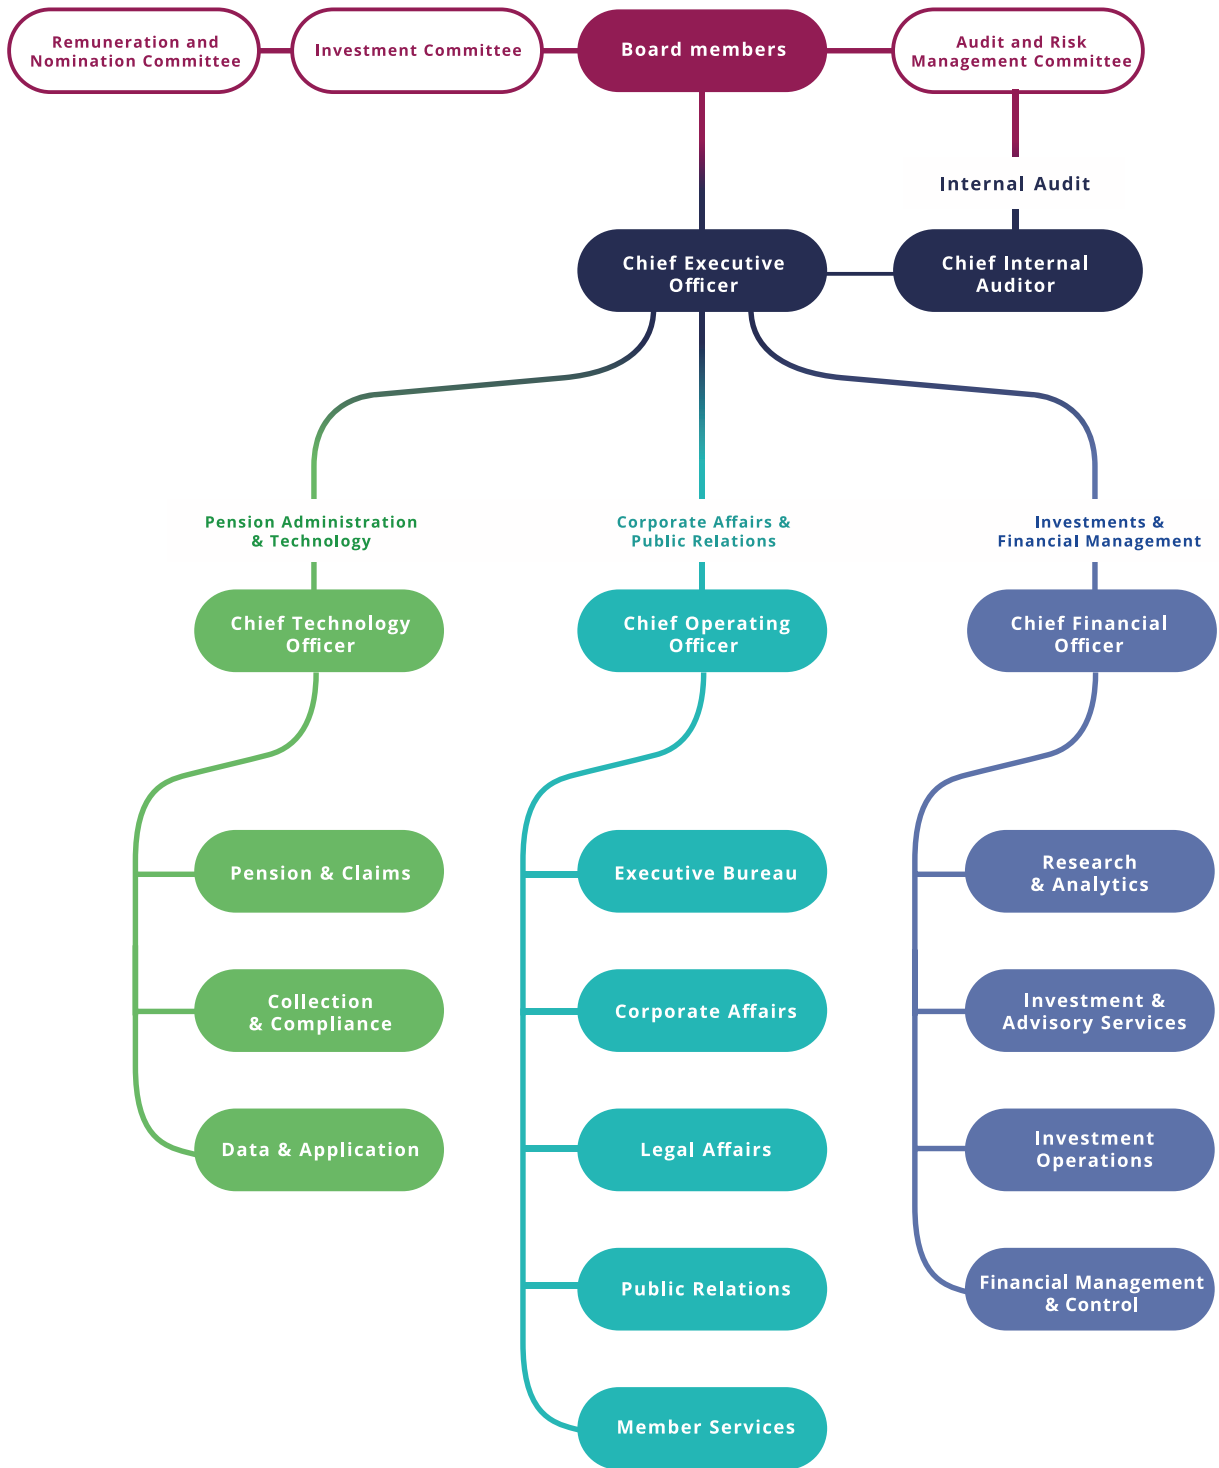 Remuneration and
Nomination Committee
Investment Committee
Board members
Audit and Risk
Management Committee
Internal Audit
Chief Executive
Officer
Chief Internal
Auditor
Pension Administration
& Technology
Corporate Affairs &
Public Relations
Investments &
Financial Management
Chief Technology
Officer
Chief Operating
Officer
Chief Financial
Officer
Pension & Claims
Executive Bureau
Research
& Analytics
Collection
& Compliance
Corporate Affairs
Investment &
Advisory Services
Data & Application
Legal Affairs
Investment
Operations
Public Relations
Financial Management
& Control
Member Services